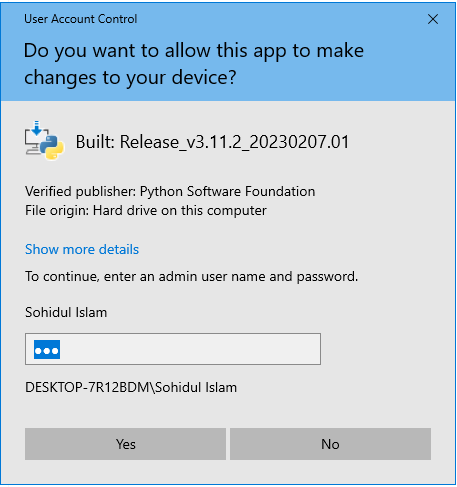 User Account Control
Do you want to allow this app to make
changes to your device?
Built: Release_v3.11.2_20230207.01
Verified publisher: Python Software Foundation
File origin: Hard drive on this computer
Show more details
To continue, enter an admin user name and password.
Sohidul Islam
●●●
DESKTOP-7R12BDM\Sohidul Islam
Yes
No